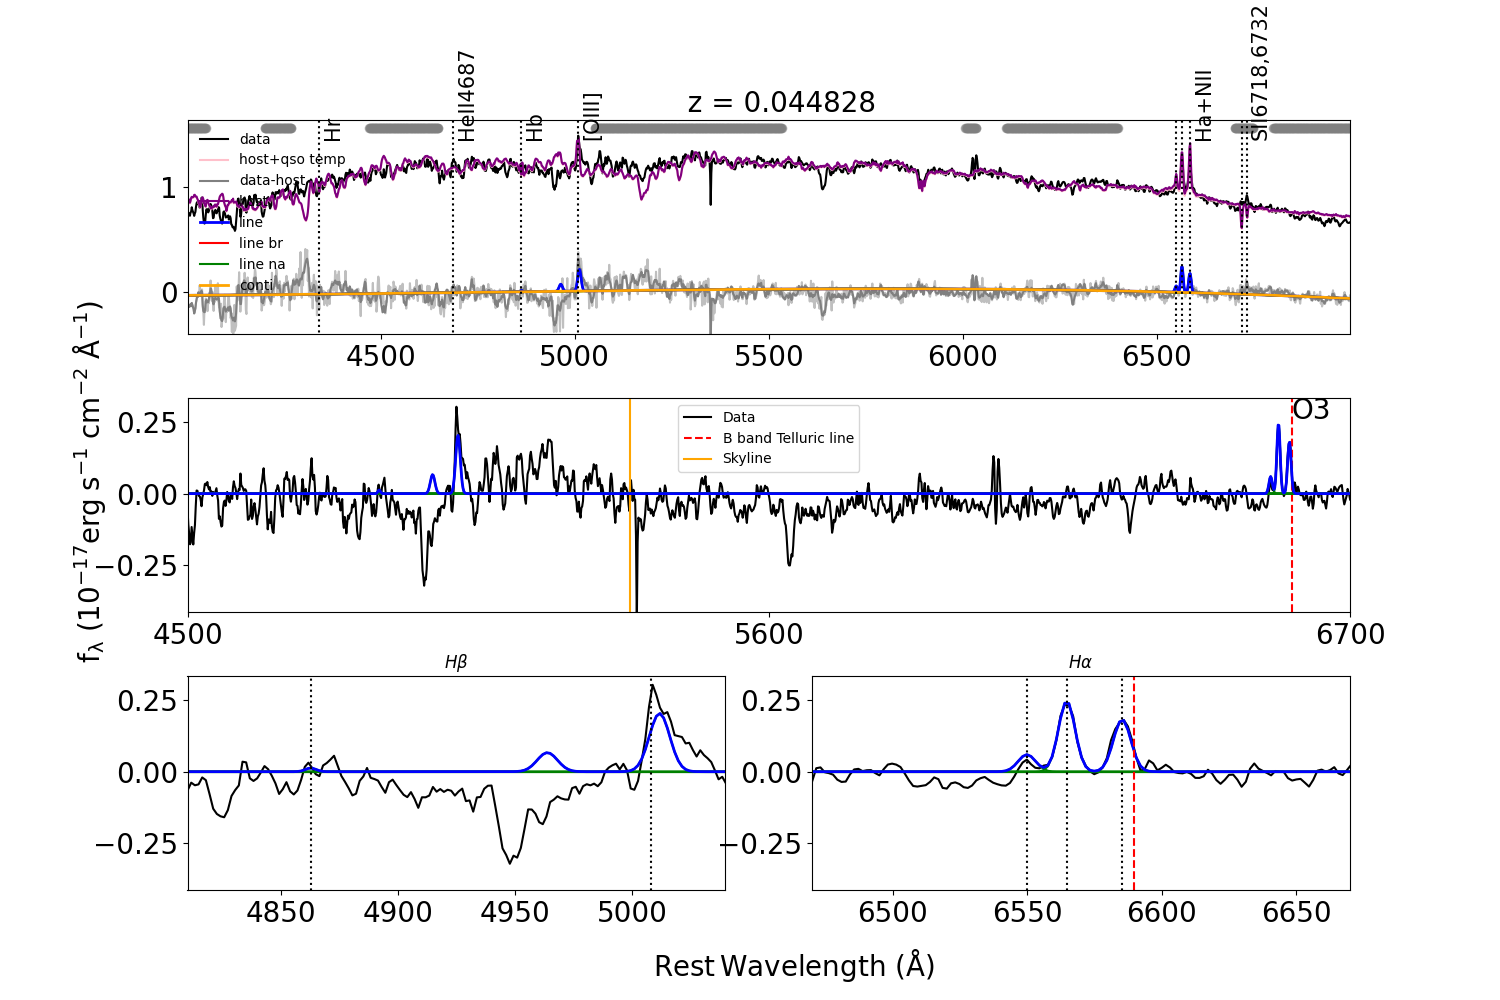 z = 0.044828
Hr
HeII4687
Hb
[OIII]
Ha+NII
SII6718,6732
data
host+qso temp
data-host
line
line br
line na
conti
1
0
4500 5000 5500 6000 6500
fλ (10⁻¹⁷erg s⁻¹ cm⁻² Å⁻¹)
O3
Data
B band Telluric line
Skyline
0.25
0.00
−0.25
4500 5600 6700
Hβ
0.25
0.00
−0.25
4850 4900 4950 5000
Hα
0.25
0.00
−0.25
6500 6550 6600 6650
Rest Wavelength (Å)